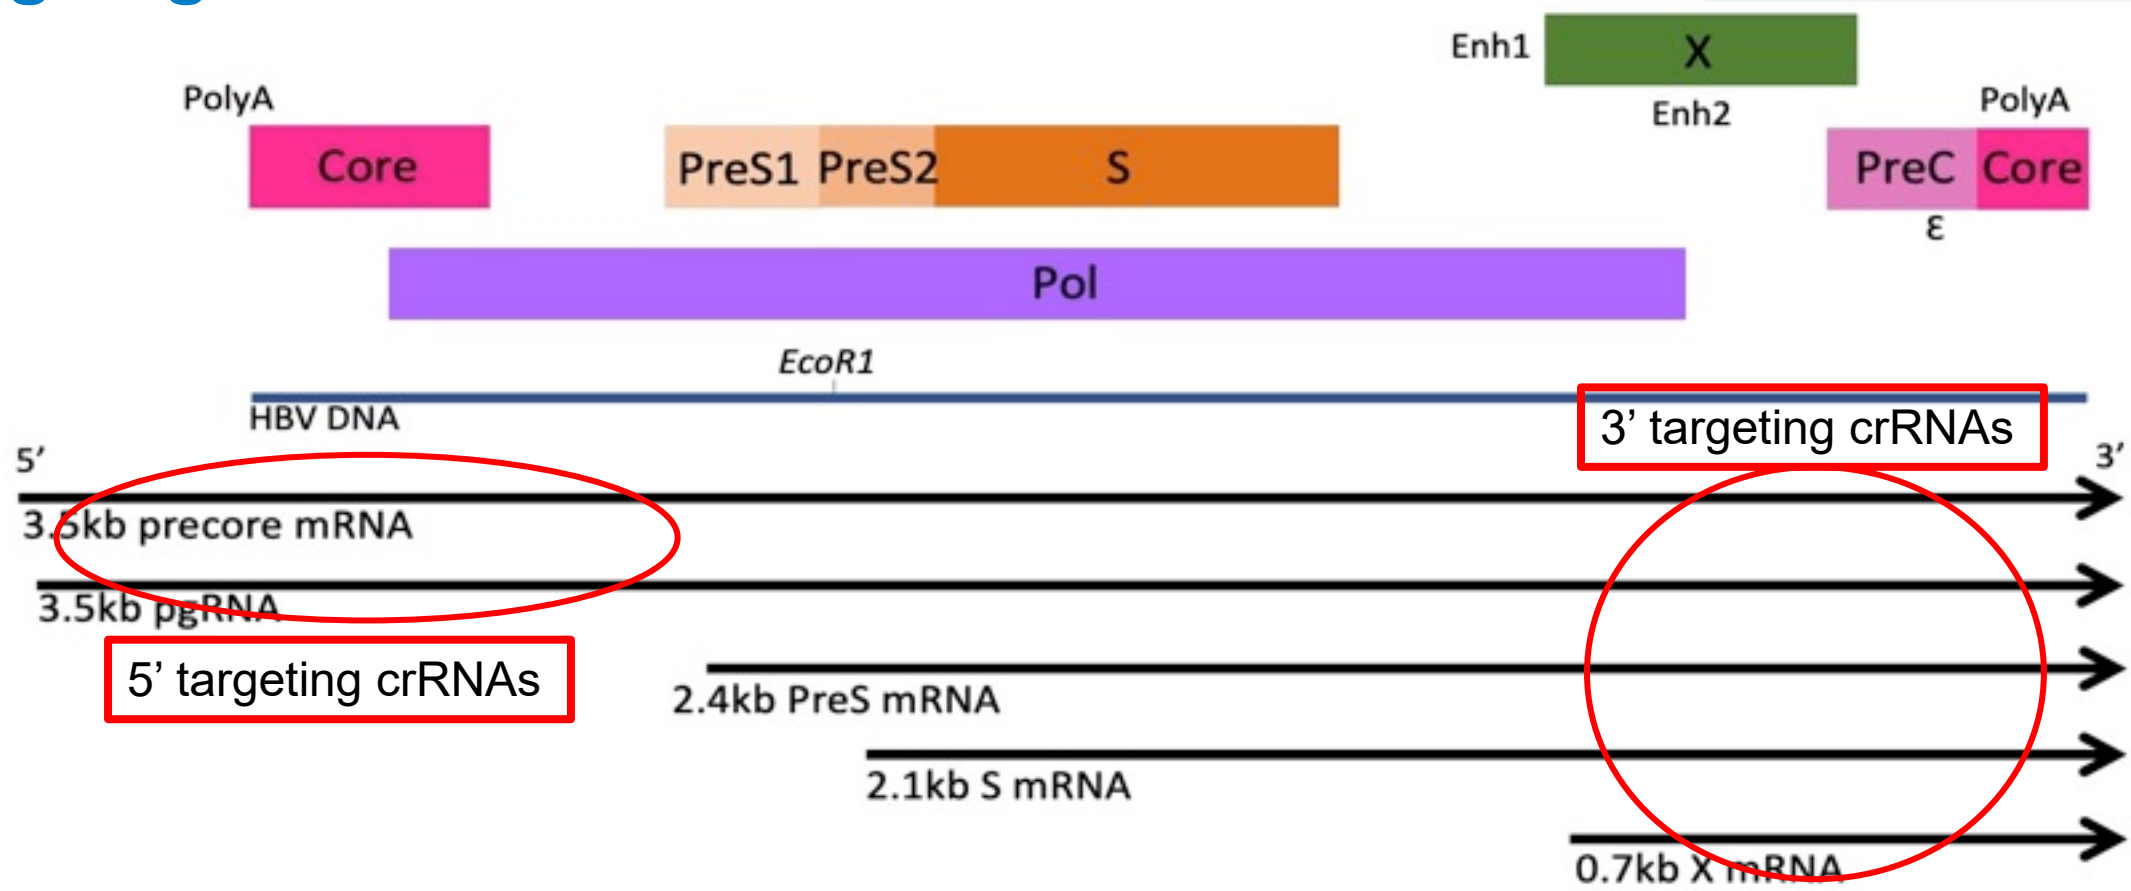 Enh1
X
PolyA
Enh2
PolyA
Core
PreS1 PreS2 S
PreC Core
ε
Pol
EcoR1
HBV DNA
3’ targeting crRNAs
5’
3’
3.5kb precore mRNA
3.5kb pgRNA
5’ targeting crRNAs
2.4kb PreS mRNA
2.1kb S mRNA
0.7kb X mRNA